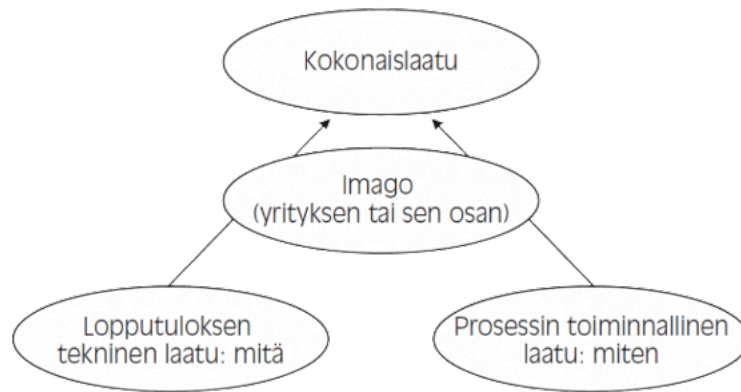 Kokonaislaatu
Imago
(yrityksen tai sen osan)
Lopputuloksen
tekninen laatu: mitä
Prosessin toiminnallinen
laatu: miten